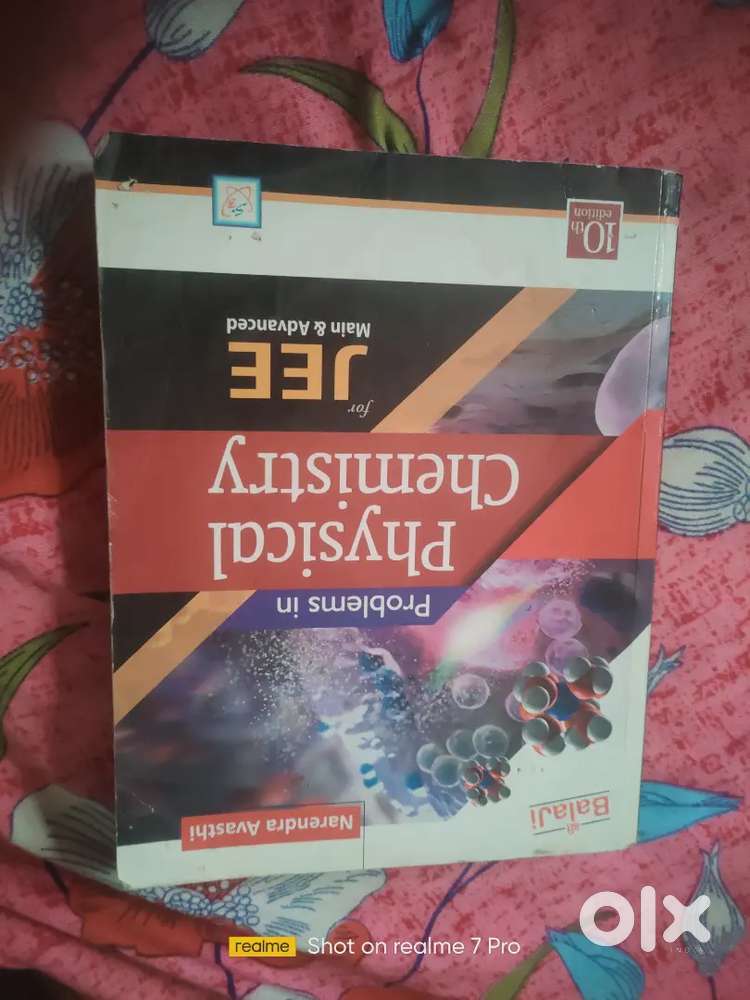 BalaJi
Narendra Avasthi
Problems in
Physical
Chemistry
for
JEE
Main & Advanced
10th
edition
realme Shot on realme 7 Pro
olx
INDIA